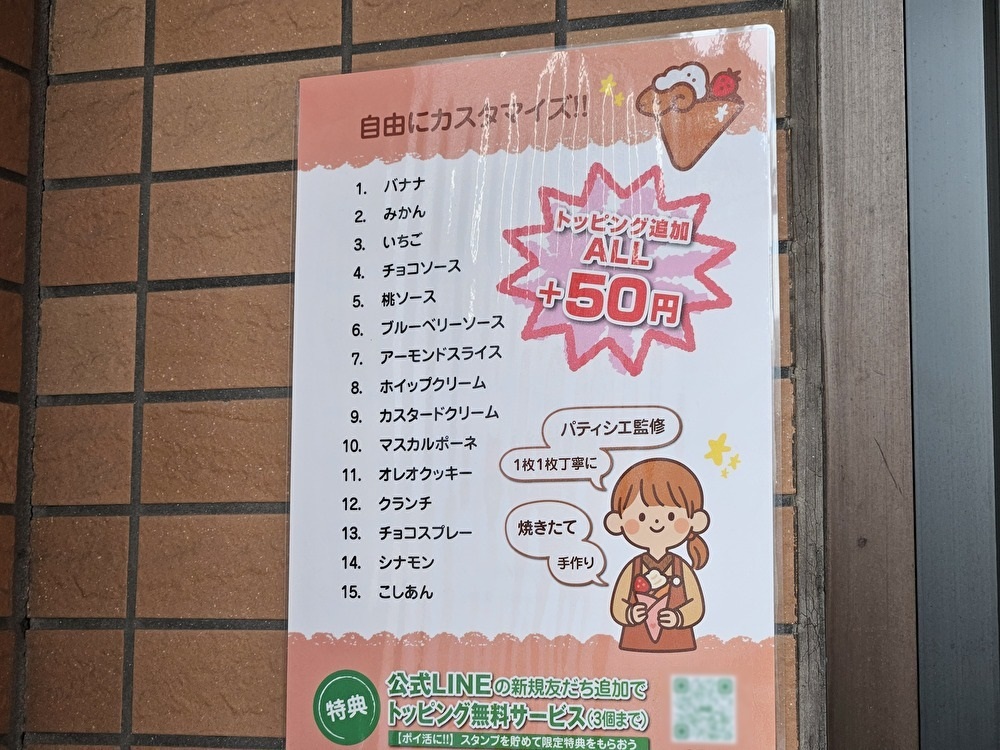 自由にカスタマイズ!!
1. バナナ
2. みかん
3. いちご
4. チョコソース
5. 桃ソース
6. ブルーベリーソース
7. アーモンドスライス
8. ホイップクリーム
9. カスタードクリーム
10. マスカルポーネ
11. オレオクッキー
12. クランチ
13. チョコスプレー
14. シナモン
15. こしあん
トッピング追加
ALL
+50円
パティシエ監修
1枚1枚丁寧に
焼きたて
手作り
特典
公式LINEの新規友だち追加で
トッピング無料サービス(3個まで)
【ポイ活に!!】スタンプを貯めて限定特典をもらおう